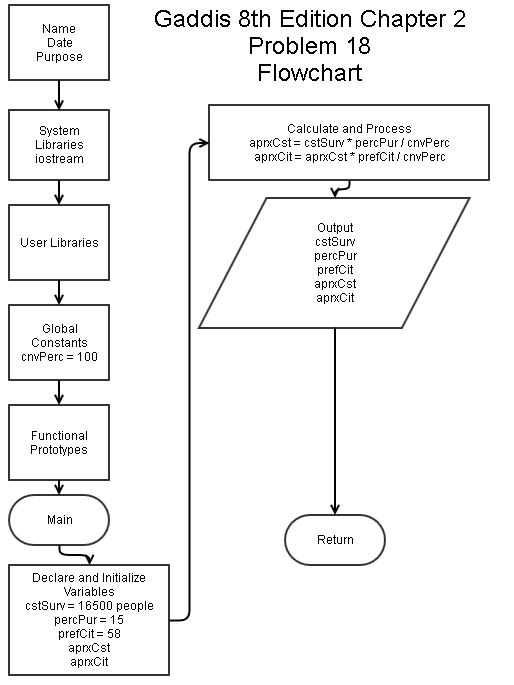 Gaddis 8th Edition Chapter 2
Problem 18
Flowchart
Name
Date
Purpose
System
Libraries
iostream
User Libraries
Global
Constants
cnvPerc = 100
Functional
Prototypes
Main
Declare and Initialize
Variables
cstSurv = 16500 people
percPur = 15
prefCit = 58
aprxCst
aprxCit
Calculate and Process
aprxCst = cstSurv * percPur / cnvPerc
aprxCit = aprxCst * prefCit / cnvPerc
Output
cstSurv
percPur
prefCit
aprxCst
aprxCit
Return